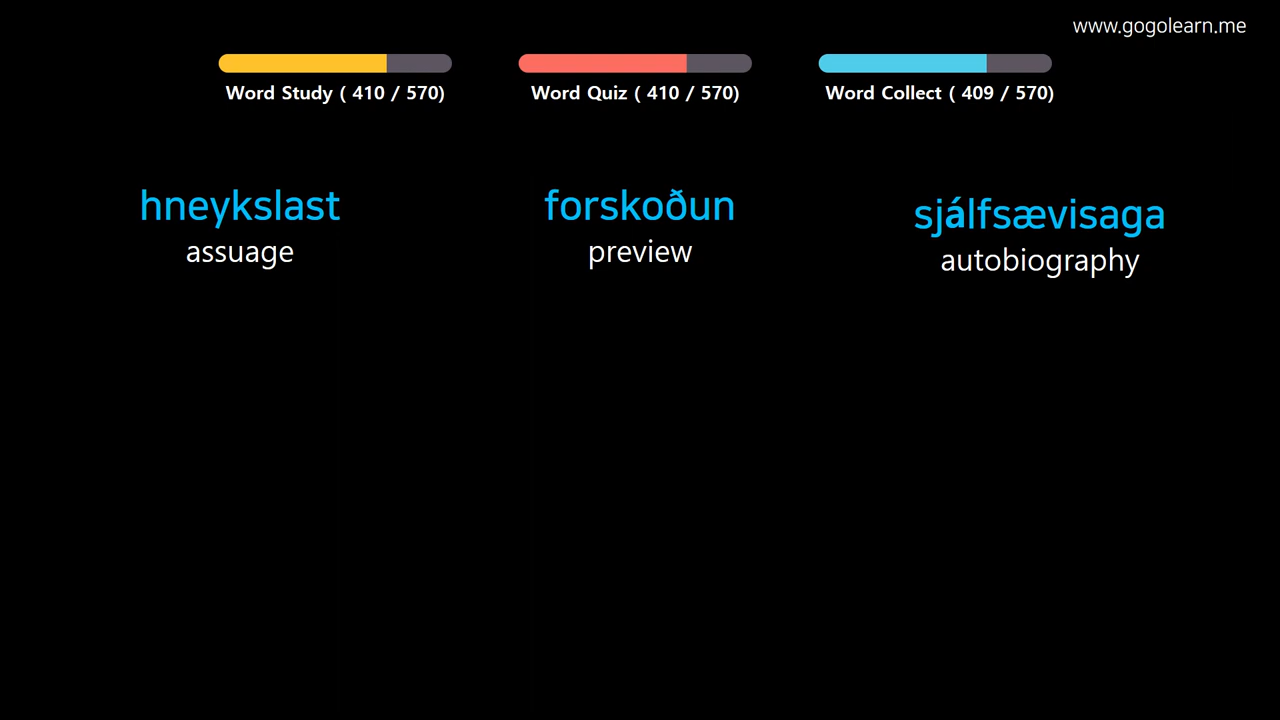 www.gogolearn.me
Word Study ( 410 / 570)
Word Quiz ( 410 / 570)
Word Collect ( 409 / 570)
hneykslast
assuage
forskoðun
preview
sjálfsævisaga
autobiography